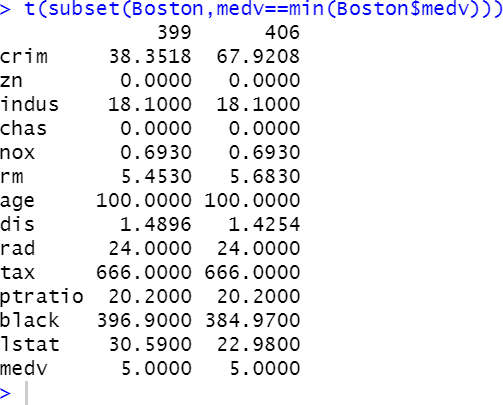 > t(subset(Boston,medv==min(Boston$medv)))
399 406
crim 38.3518 67.9208
zn 0.0000 0.0000
indus 18.1000 18.1000
chas 0.0000 0.0000
nox 0.6930 0.6930
rm 5.4530 5.6830
age 100.0000 100.0000
dis 1.4896 1.4254
rad 24.0000 24.0000
tax 666.0000 666.0000
ptratio 20.2000 20.2000
black 396.9000 384.9700
lstat 30.5900 22.9800
medv 5.0000 5.0000
>